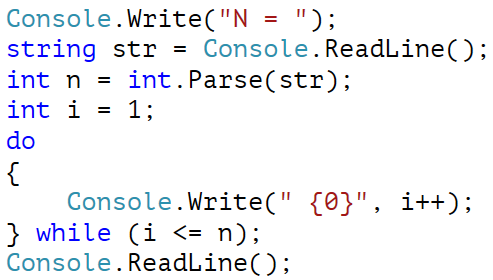 Console.Write("N = ");
string str = Console.ReadLine();
int n = int.Parse(str);
int i = 1;
do
{
    Console.Write(" {0}", i++);
} while (i <= n);
Console.ReadLine();